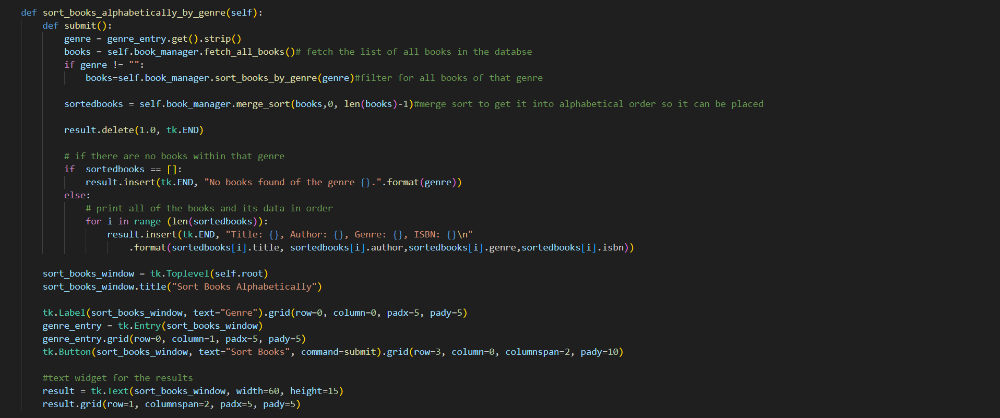 def sort_books_alphabetically_by_genre(self):
    def submit():
        genre = genre_entry.get().strip()
        books = self.book_manager.fetch_all_books()# fetch the list of all books in the databse
        if genre != "":
            books=self.book_manager.sort_books_by_genre(genre)#filter for all books of that genre

        sortedbooks = self.book_manager.merge_sort(books,0, len(books)-1)#merge sort to get it into alphabetical order so it can be placed

        result.delete(1.0, tk.END)

        # if there are no books within that genre
        if  sortedbooks == []:
            result.insert(tk.END, "No books found of the genre {}.".format(genre))
        else:
            # print all of the books and its data in order
            for i in range (len(sortedbooks)):
                result.insert(tk.END, "Title: {}, Author: {}, Genre: {}, ISBN: {}\n"
                    .format(sortedbooks[i].title, sortedbooks[i].author,sortedbooks[i].genre,sortedbooks[i].isbn))

    sort_books_window = tk.Toplevel(self.root)
    sort_books_window.title("Sort Books Alphabetically")

    tk.Label(sort_books_window, text="Genre").grid(row=0, column=0, padx=5, pady=5)
    genre_entry = tk.Entry(sort_books_window)
    genre_entry.grid(row=0, column=1, padx=5, pady=5)
    tk.Button(sort_books_window, text="Sort Books", command=submit).grid(row=3, column=0, columnspan=2, pady=10)

    #text widget for the results
    result = tk.Text(sort_books_window, width=60, height=15)
    result.grid(row=1, columnspan=2, padx=5, pady=5)